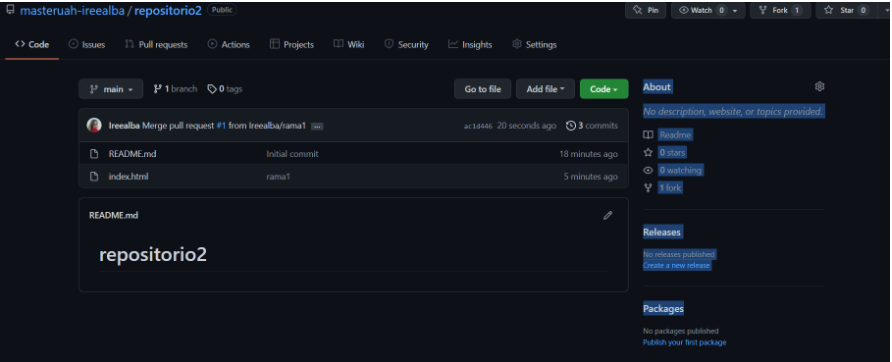 masteruah-ireealba / repositorio2 Public
Pin Watch 0 Fork 1 Star 0
Code Issues Pull requests Actions Projects Wiki Security Insights Settings
main 1 branch 0 tags Go to file Add file Code
Ireealba Merge pull request #1 from Ireealba/rama1 ... ac1d446 20 seconds ago 3 commits
README.md Initial commit 18 minutes ago
index.html rama1 5 minutes ago
README.md
repositorio2
About
No description, website, or topics provided.
Readme
0 stars
0 watching
1 fork
Releases
No releases published
Create a new release
Packages
No packages published
Publish your first package